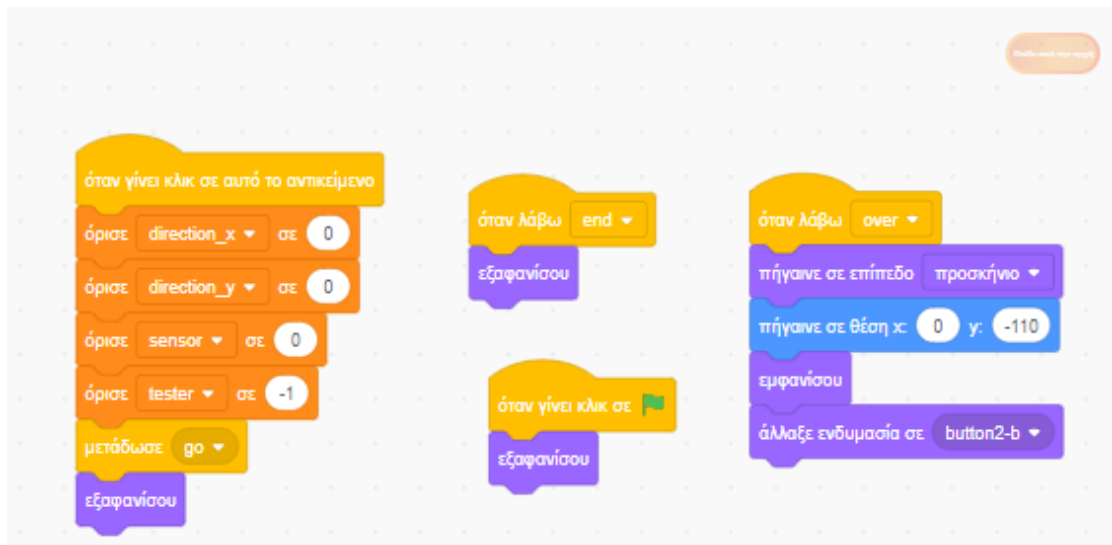 όταν γίνει κλικ σε αυτό το αντικείμενο
όρισε direction_x σε 0
όρισε direction_y σε 0
όρισε sensor σε 0
όρισε tester σε -1
μετάδωσε go
εξαφανίσου
όταν λάβω end
εξαφανίσου
όταν γίνει κλικ σε
εξαφανίσου
όταν λάβω over
πήγαινε σε επίπεδο προσκήνιο
πήγαινε σε θέση x: 0 y: -110
εμφανίσου
άλλαξε ενδυμασία σε button2-b